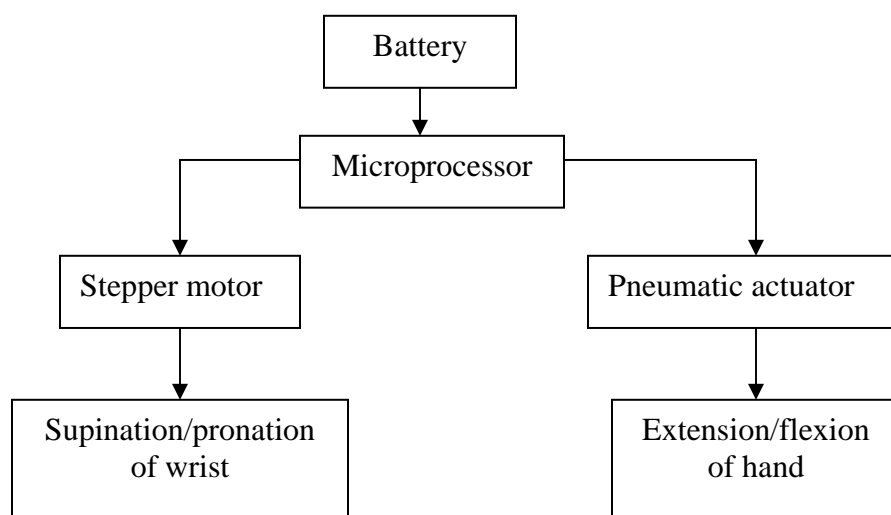 Battery
Microprocessor
Stepper motor
Pneumatic actuator
Supination/pronation
of wrist
Extension/flexion
of hand